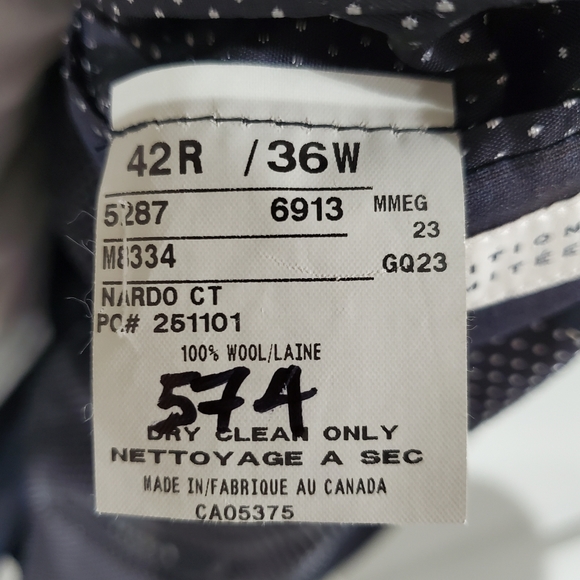 42R / 36W
5287 6913 MMEG
23
M8334 GQ23
NARDO CT
PC# 251101
100% WOOL/LAINE
574
DRY CLEAN ONLY
NETTOYAGE A SEC
MADE IN/FABRIQUE AU CANADA
CA05375